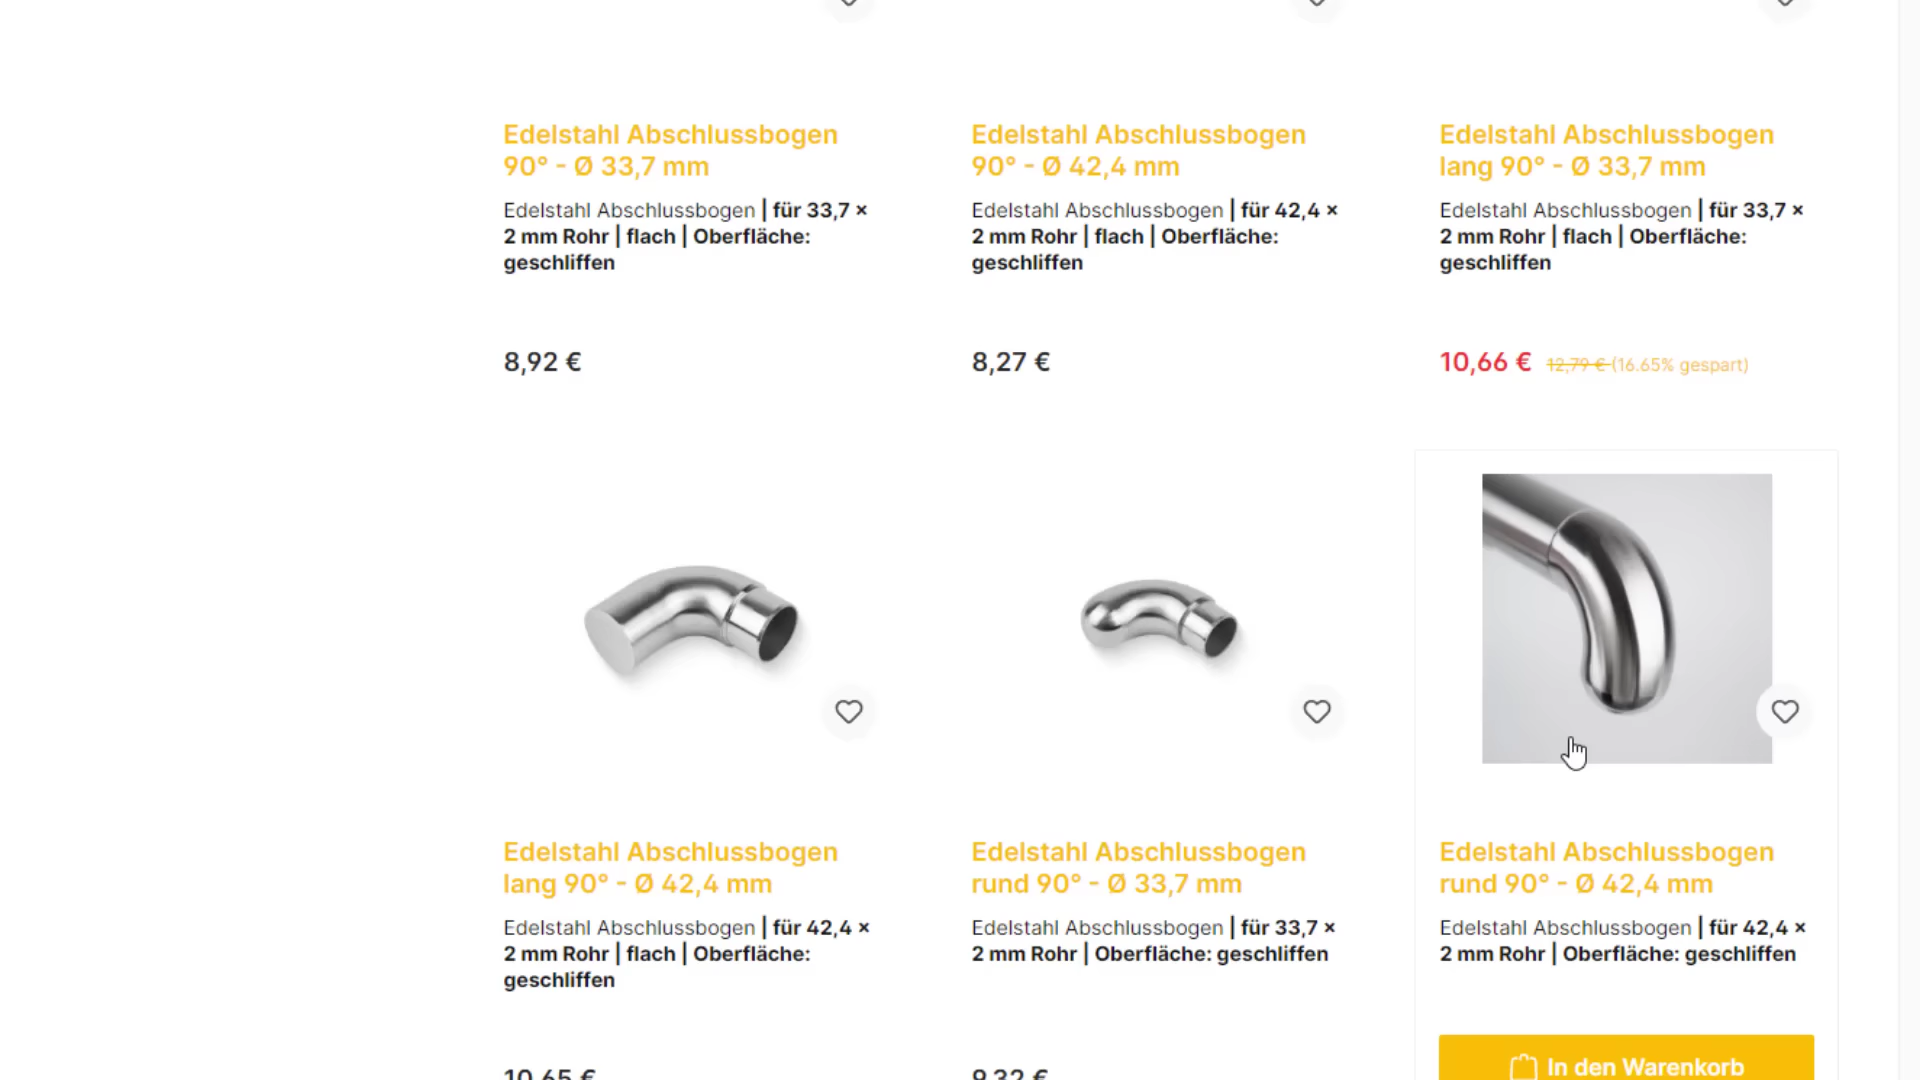 Edelstahl Abschlussbogen
90° - Ø 33,7 mm
Edelstahl Abschlussbogen | für 33,7 ×
2 mm Rohr | flach | Oberfläche:
geschliffen
8,92 €
Edelstahl Abschlussbogen
90° - Ø 42,4 mm
Edelstahl Abschlussbogen | für 42,4 ×
2 mm Rohr | flach | Oberfläche:
geschliffen
8,27 €
Edelstahl Abschlussbogen
lang 90° - Ø 33,7 mm
Edelstahl Abschlussbogen | für 33,7 ×
2 mm Rohr | flach | Oberfläche:
geschliffen
10,66 € 12,79 € (16.65% gespart)
Edelstahl Abschlussbogen
lang 90° - Ø 42,4 mm
Edelstahl Abschlussbogen | für 42,4 ×
2 mm Rohr | flach | Oberfläche:
geschliffen
10,65 €
Edelstahl Abschlussbogen
rund 90° - Ø 33,7 mm
Edelstahl Abschlussbogen | für 33,7 ×
2 mm Rohr | Oberfläche: geschliffen
9,32 €
Edelstahl Abschlussbogen
rund 90° - Ø 42,4 mm
Edelstahl Abschlussbogen | für 42,4 ×
2 mm Rohr | Oberfläche: geschliffen
In den Warenkorb